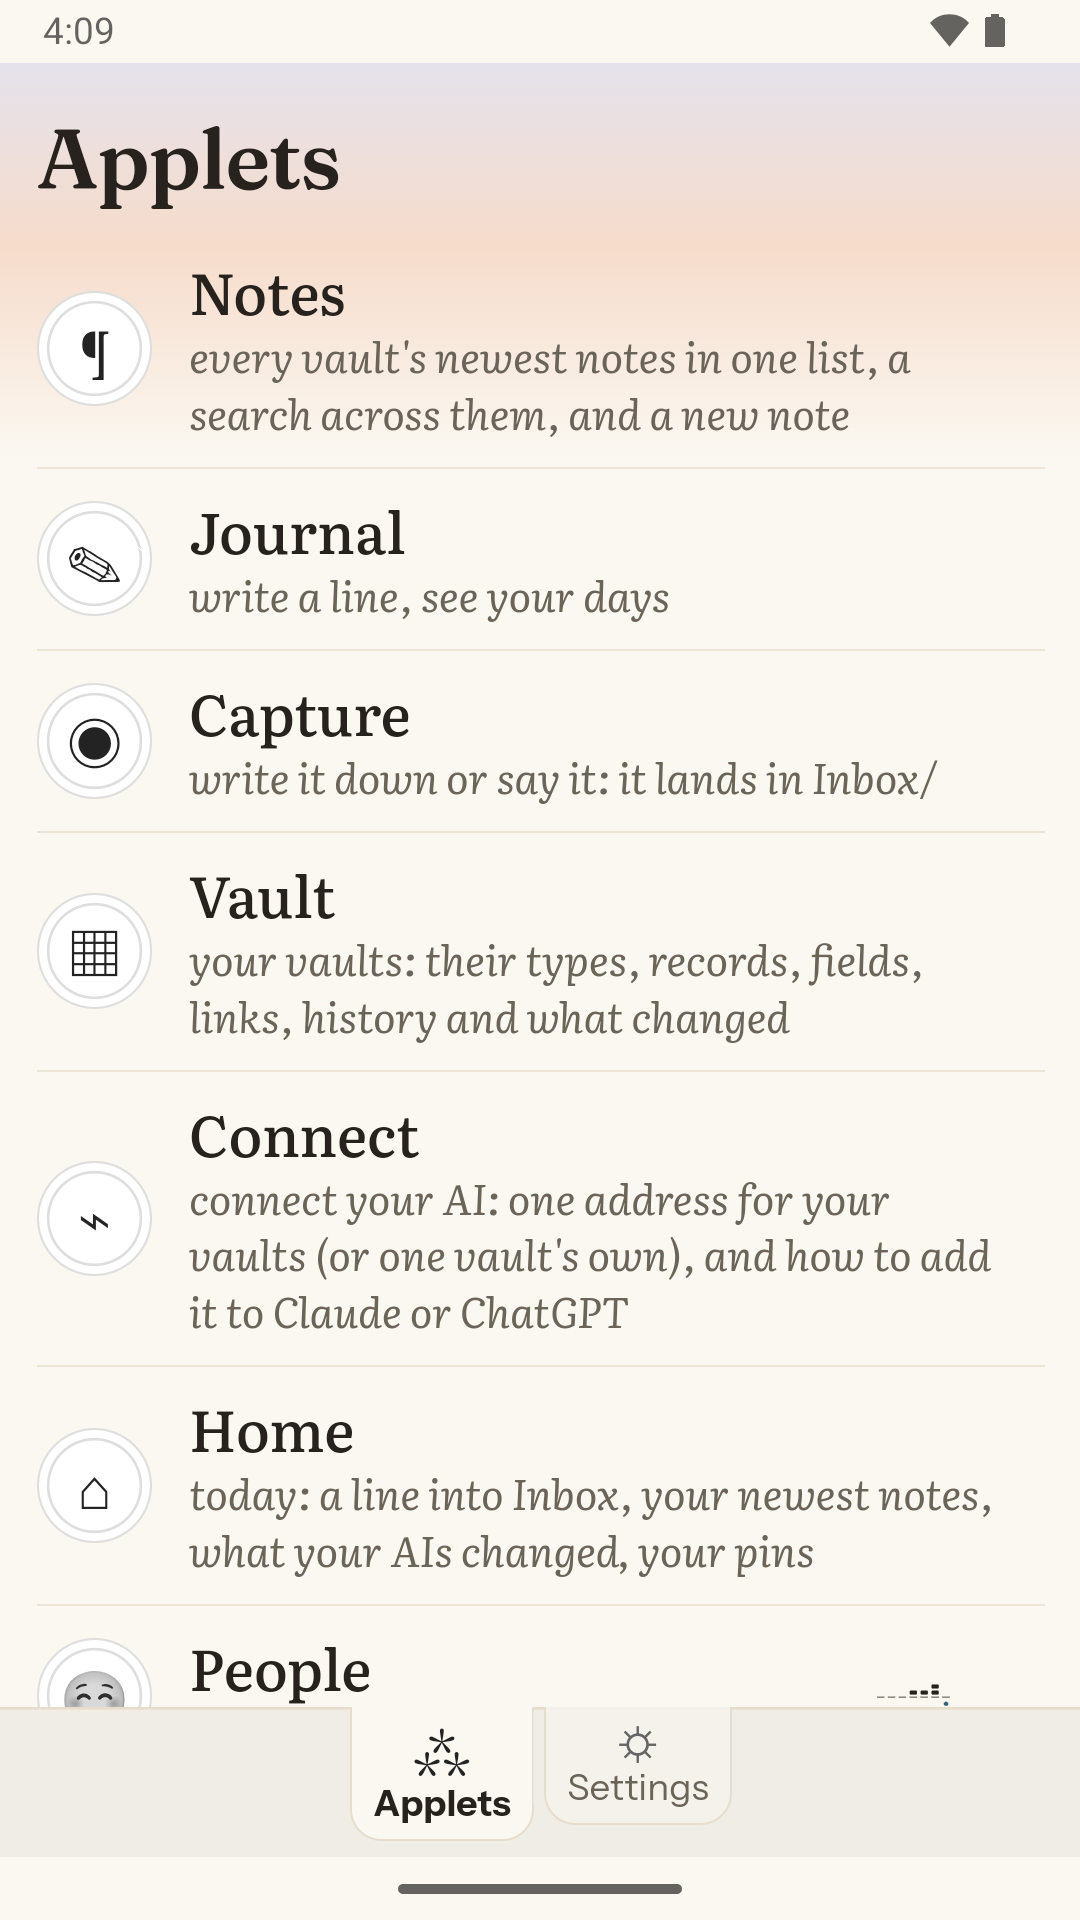 4:09
Applets
Notes
every vault's newest notes in one list, a
search across them, and a new note
Journal
write a line, see your days
Capture
write it down or say it: it lands in Inbox/
Vault
your vaults: their types, records, fields,
links, history and what changed
Connect
connect your AI: one address for your
vaults (or one vault's own), and how to add
it to Claude or ChatGPT
Home
today: a line into Inbox, your newest notes,
what your AIs changed, your pins
People
Applets
Settings